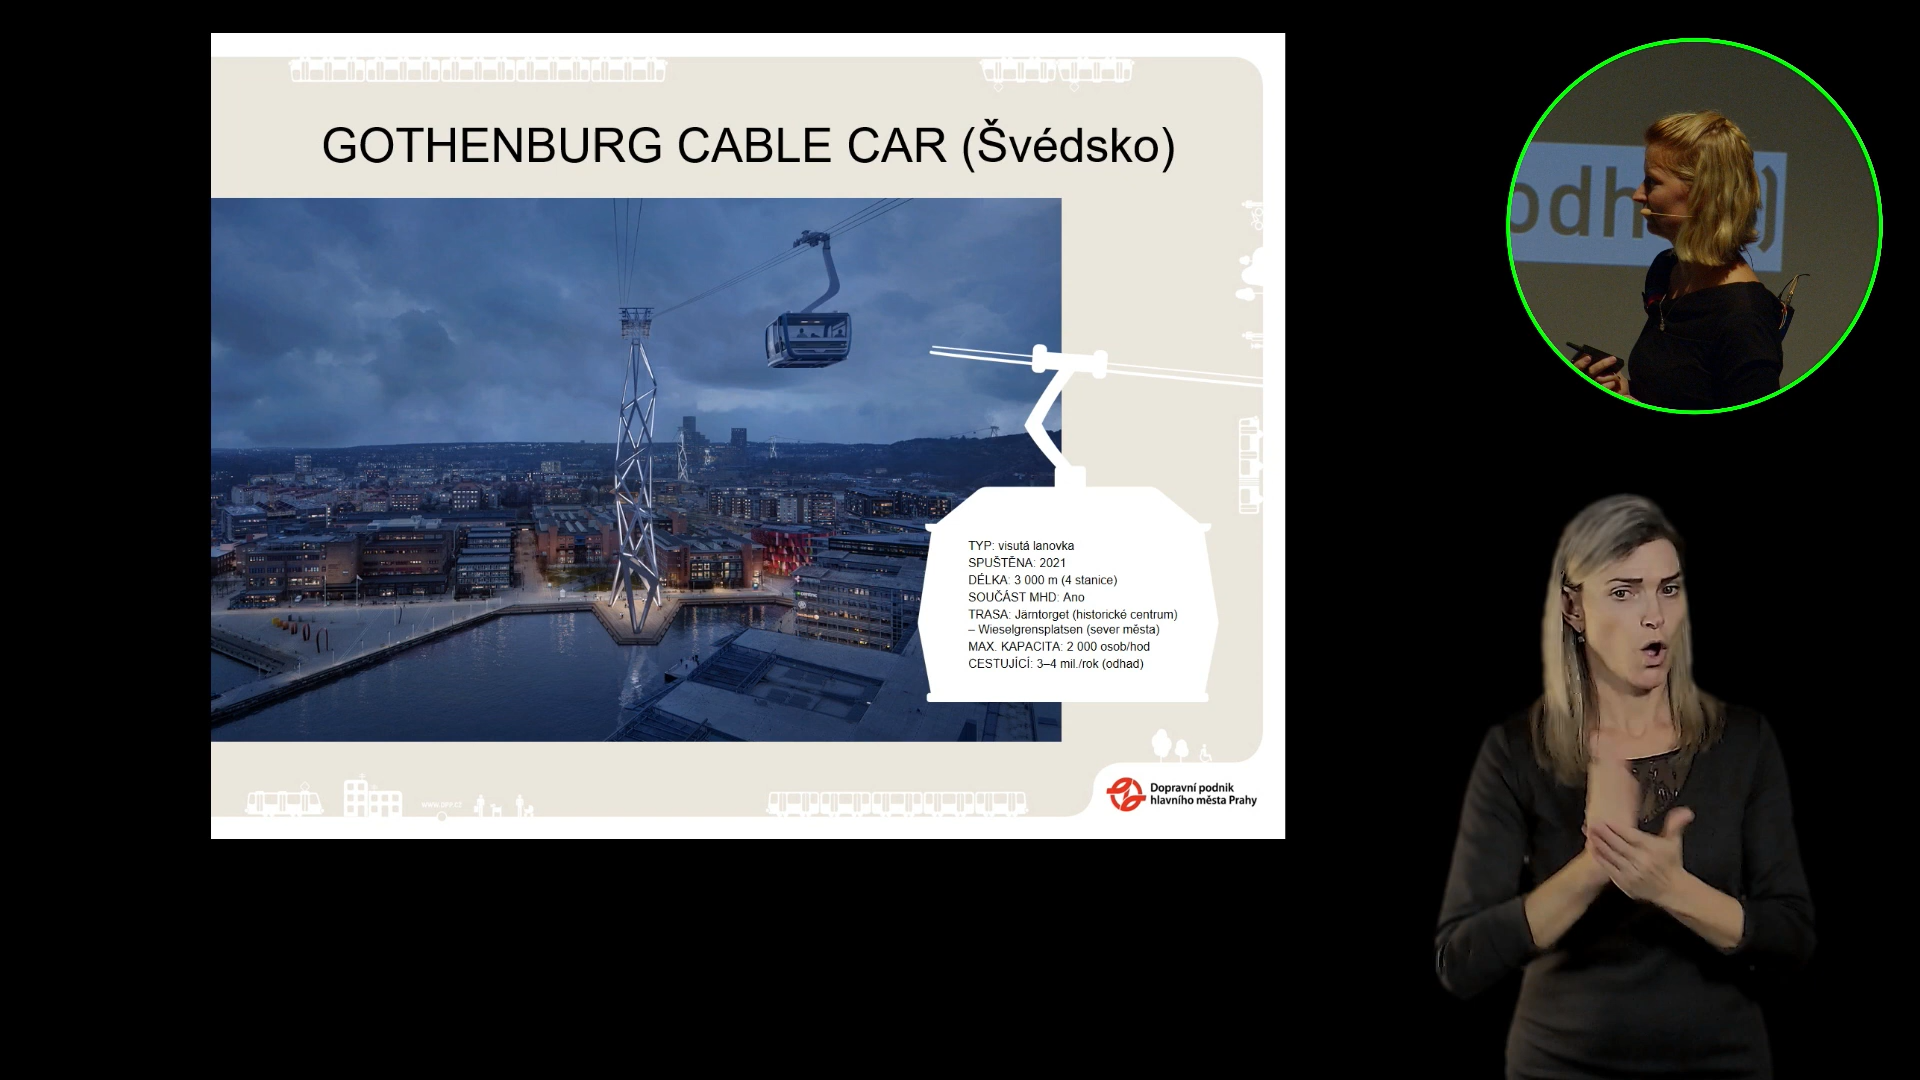 GOTHENBURG CABLE CAR (Švédsko)
TYP: visutá lanovka
SPUŠTĚNA: 2021
DÉLKA: 3 000 m (4 stanice)
SOUČÁST MHD: Ano
TRASA: Järntorget (historické centrum)
– Wieselgrensplatsen (sever města)
MAX. KAPACITA: 2 000 osob/hod
CESTUJÍCÍ: 3–4 mil./rok (odhad)
Dopravní podnik
hlavního města Prahy